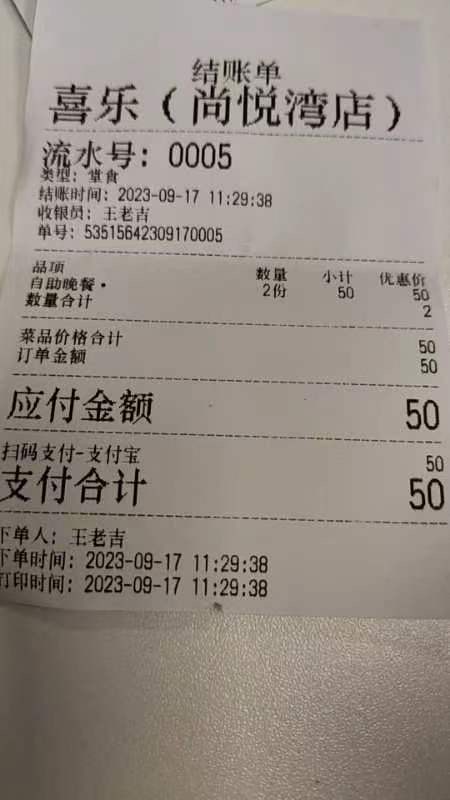 结账单
喜乐（尚悦湾店）
流水号：0005
类型：堂食
结账时间：2023-09-17 11:29:38
收银员：王老吉
单号：53515642309170005
品项 数量 小计 优惠价
自助晚餐· 2份 50 50
数量合计 2
菜品价格合计 50
订单金额 50
应付金额 50
扫码支付-支付宝 50
支付合计 50
下单人：王老吉
下单时间：2023-09-17 11:29:38
打印时间：2023-09-17 11:29:38